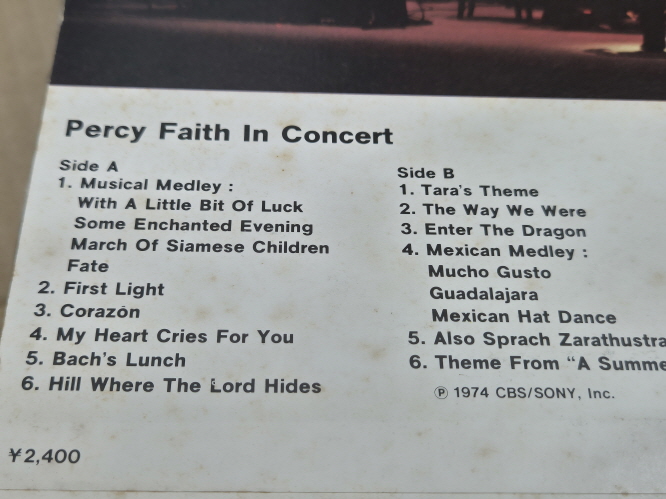 Percy Faith In Concert
Side A
1. Musical Medley :
With A Little Bit Of Luck
Some Enchanted Evening
March Of Siamese Children
Fate
2. First Light
3. Corazón
4. My Heart Cries For You
5. Bach's Lunch
6. Hill Where The Lord Hides
Side B
1. Tara's Theme
2. The Way We Were
3. Enter The Dragon
4. Mexican Medley :
Mucho Gusto
Guadalajara
Mexican Hat Dance
5. Also Sprach Zarathustra
6. Theme From "A Summe
Ⓟ 1974 CBS/SONY, Inc.
¥2,400